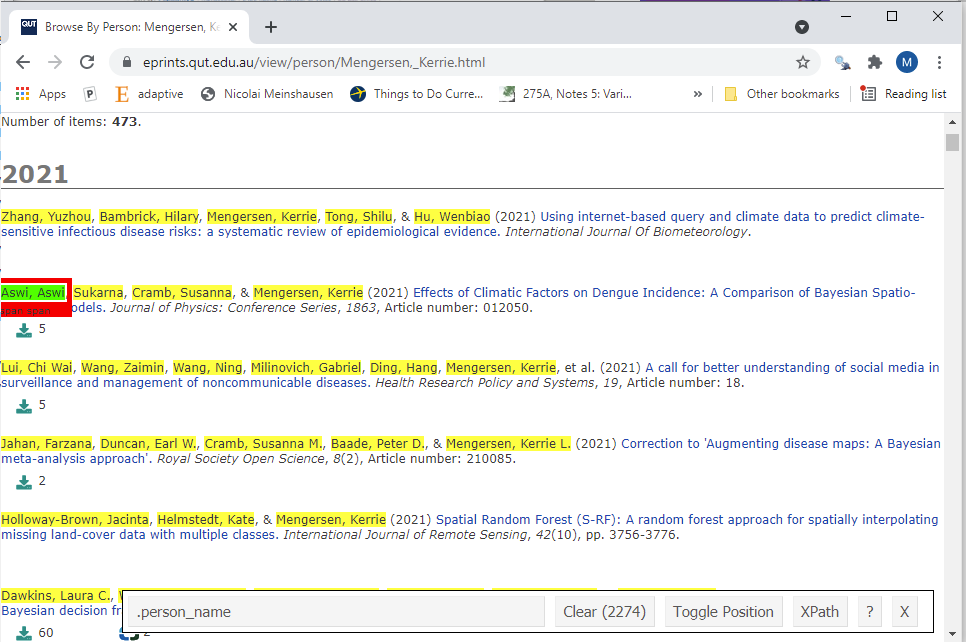 QUT Browse By Person: Mengersen, Ke
eprints.qut.edu.au/view/person/Mengersen,_Kerrie.html M
Apps P E adaptive Nicolai Meinshausen Things to Do Curre... 275A, Notes 5: Vari... » Other bookmarks Reading list
Number of items: 473.
2021
Zhang, Yuzhou, Bambrick, Hilary, Mengersen, Kerrie, Tong, Shilu, & Hu, Wenbiao (2021) Using internet-based query and climate data to predict climate-
sensitive infectious disease risks: a systematic review of epidemiological evidence. International Journal Of Biometeorology.
Aswi, Aswi, Sukarna, Cramb, Susanna, & Mengersen, Kerrie (2021) Effects of Climatic Factors on Dengue Incidence: A Comparison of Bayesian Spatio-
odels. Journal of Physics: Conference Series, 1863, Article number: 012050.
5
Lui, Chi Wai, Wang, Zaimin, Wang, Ning, Milinovich, Gabriel, Ding, Hang, Mengersen, Kerrie, et al. (2021) A call for better understanding of social media in
surveillance and management of noncommunicable diseases. Health Research Policy and Systems, 19, Article number: 18.
5
Jahan, Farzana, Duncan, Earl W., Cramb, Susanna M., Baade, Peter D., & Mengersen, Kerrie L. (2021) Correction to 'Augmenting disease maps: A Bayesian
meta-analysis approach'. Royal Society Open Science, 8(2), Article number: 210085.
2
Holloway-Brown, Jacinta, Helmstedt, Kate, & Mengersen, Kerrie (2021) Spatial Random Forest (S-RF): A random forest approach for spatially interpolating
missing land-cover data with multiple classes. International Journal of Remote Sensing, 42(10), pp. 3756-3776.
Dawkins, Laura C.,
Bayesian decision fr
.person_name Clear (2274) Toggle Position XPath ? X
60 2